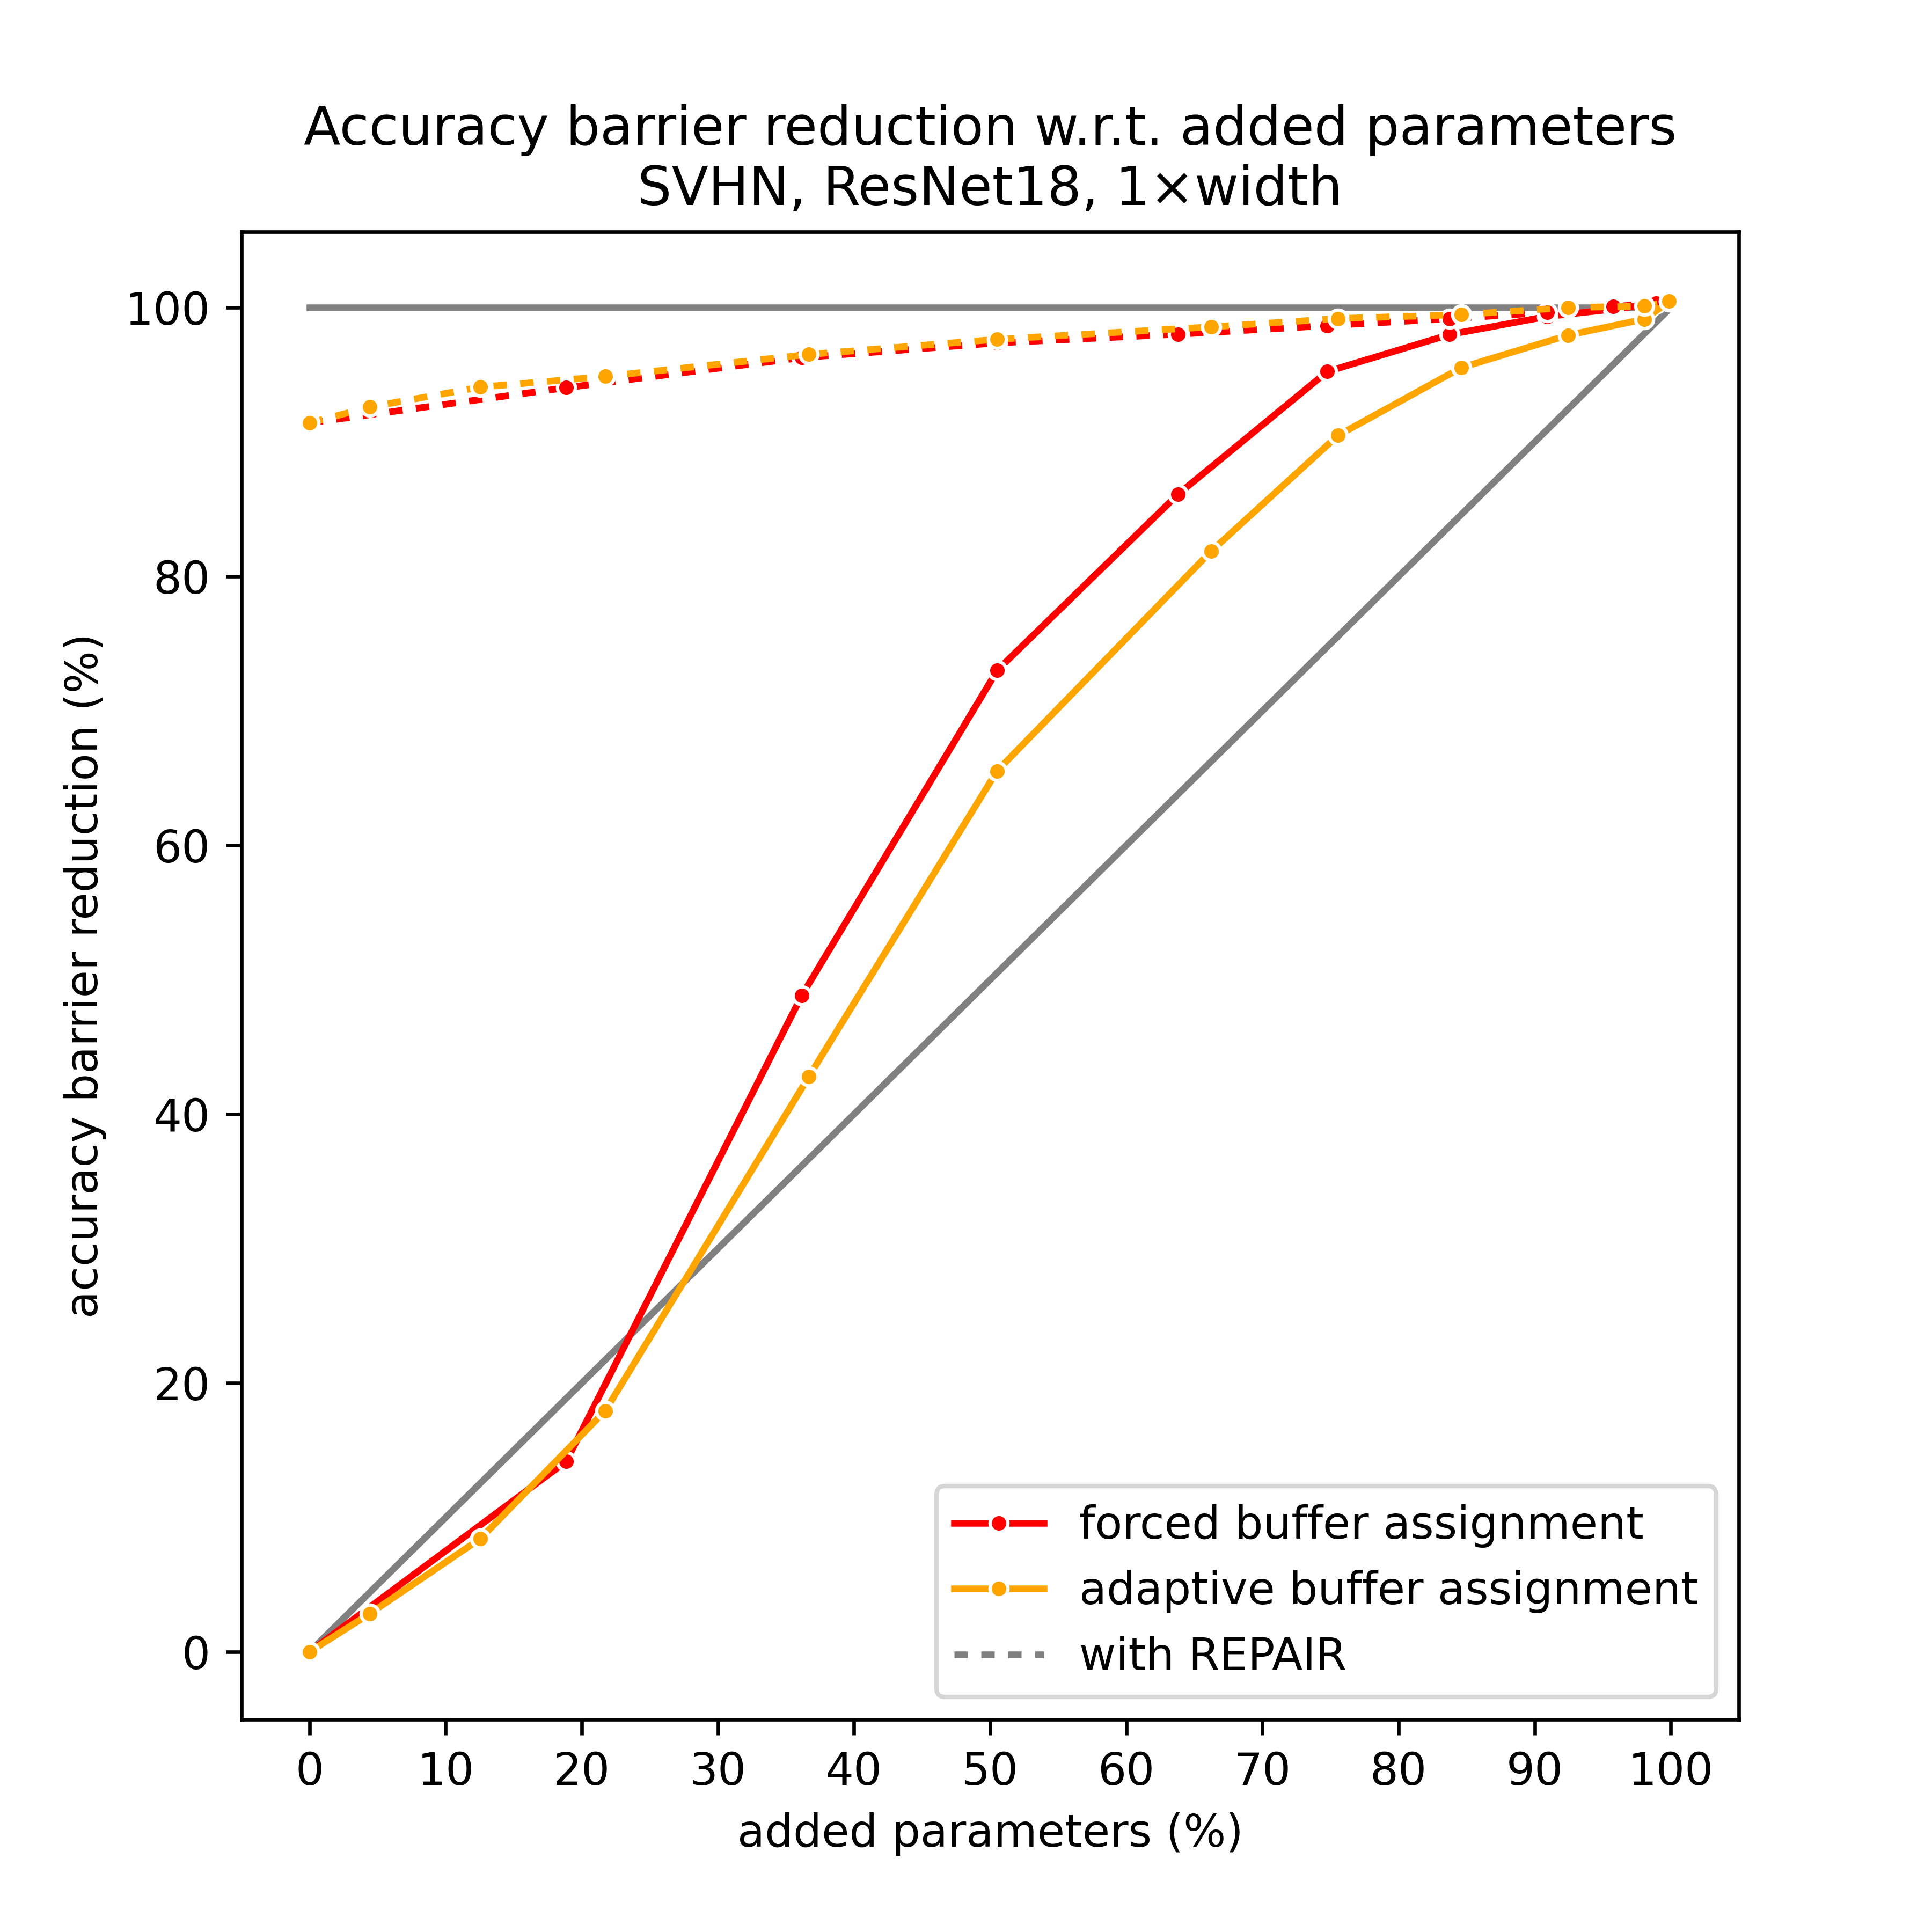 Accuracy barrier reduction w.r.t. added parameters
SVHN, ResNet18, 1×width
accuracy barrier reduction (%)
100
80
60
40
20
0
forced buffer assignment
adaptive buffer assignment
with REPAIR
0 10 20 30 40 50 60 70 80 90 100
added parameters (%)